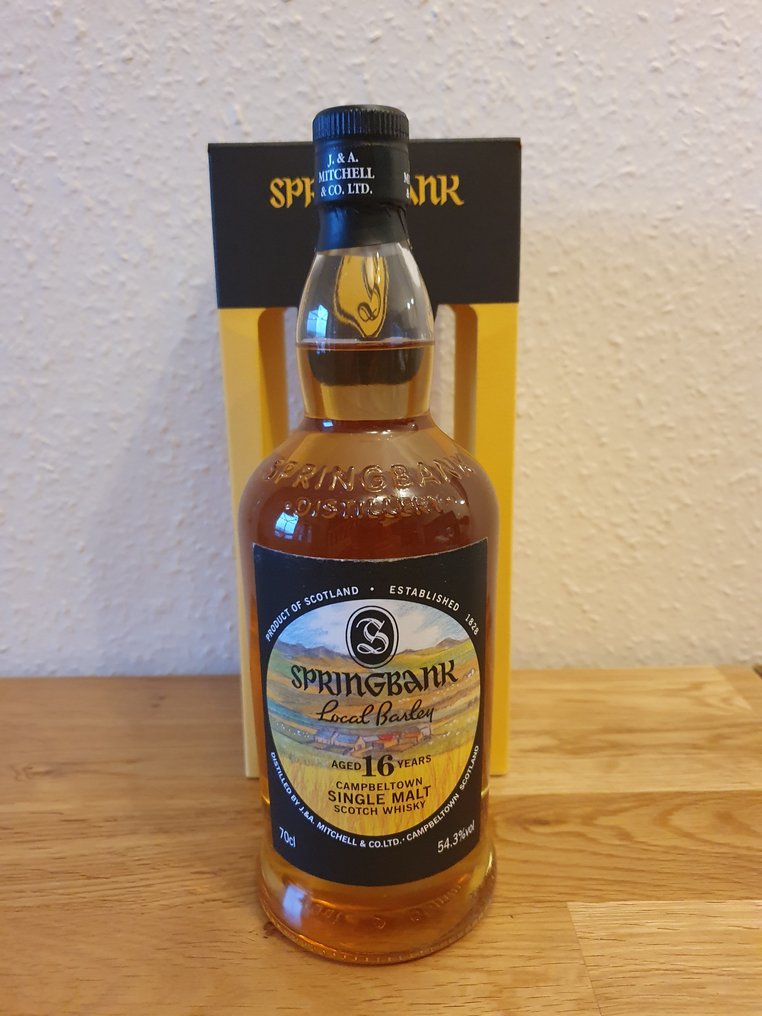 SPRINGBANK
J. & A.
MITCHELL
& CO. LTD.
SPRINGBANK
·DISTILLERY·
PRODUCT OF SCOTLAND • ESTABLISHED 1828
S
SPRINGBANK
Local Barley
AGED 16 YEARS
CAMPBELTOWN
SINGLE MALT
SCOTCH WHISKY
DISTILLED BY J.&A. MITCHELL & CO.LTD.·CAMPBELTOWN SCOTLAND
70cl
54.3%vol